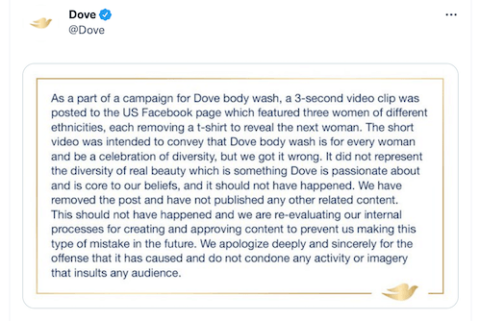 Dove
@Dove
As a part of a campaign for Dove body wash, a 3-second video clip was
posted to the US Facebook page which featured three women of different
ethnicities, each removing a t-shirt to reveal the next woman. The short
video was intended to convey that Dove body wash is for every woman
and be a celebration of diversity, but we got it wrong. It did not represent
the diversity of real beauty which is something Dove is passionate about
and is core to our beliefs, and it should not have happened. We have
removed the post and have not published any other related content.
This should not have happened and we are re-evaluating our internal
processes for creating and approving content to prevent us making this
type of mistake in the future. We apologize deeply and sincerely for the
offense that it has caused and do not condone any activity or imagery
that insults any audience.